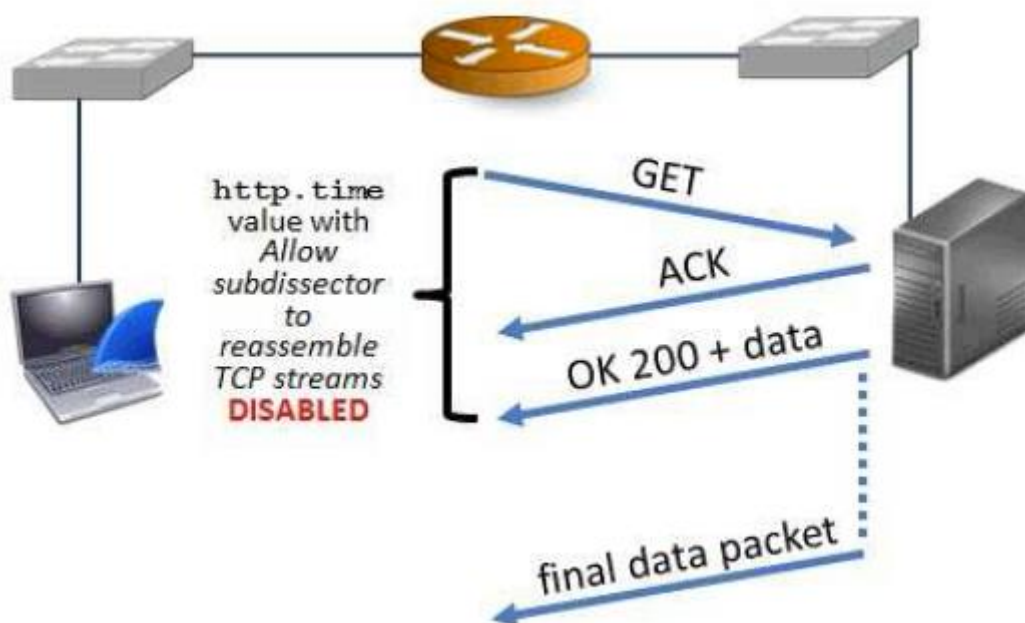 GET
http.time
value with
Allow
subdissector
to
reassemble
TCP streams
DISABLED
ACK
OK 200 + data
final data packet